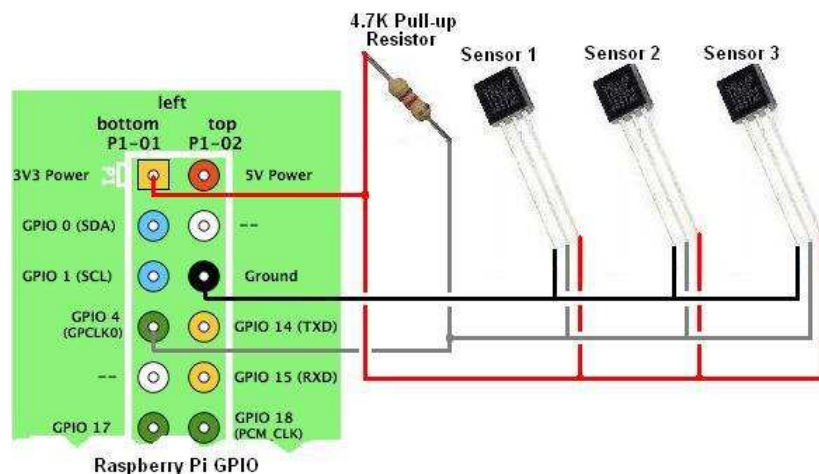 4.7K Pull-up
Resistor
Sensor 1
Sensor 2
Sensor 3
left
bottom
top
P1-01
P1-02
3V3 Power
P1
5V Power
GPIO 0 (SDA)
--
GPIO 1 (SCL)
Ground
GPIO 4
(GPCLK0)
GPIO 14 (TXD)
--
GPIO 15 (RXD)
GPIO 17
GPIO 18
(PCM_CLK)
Raspberry Pi GPIO